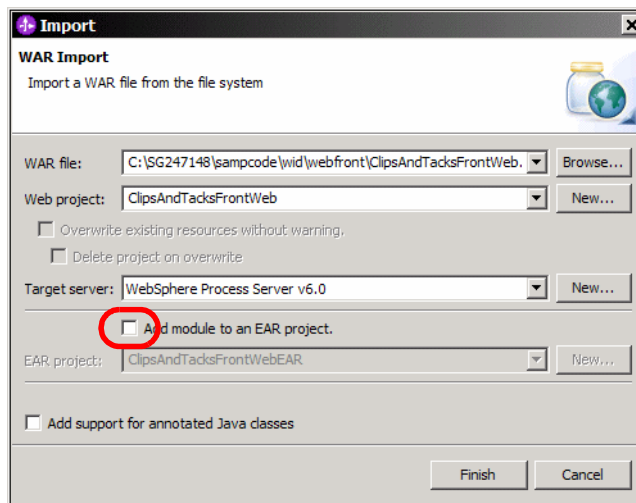 Import
WAR Import
Import a WAR file from the file system
WAR file: C:\SG247148\sampcode\wid\webfront\ClipsAndTacksFrontWeb. Browse...
Web project: ClipsAndTacksFrontWeb New...
Overwrite existing resources without warning.
Delete project on overwrite
Target server: WebSphere Process Server v6.0 New...
Add module to an EAR project.
EAR project: ClipsAndTacksFrontWebEAR New...
Add support for annotated Java classes
Finish Cancel